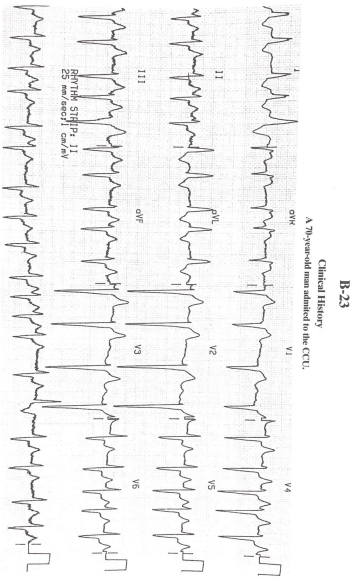 B-23
Clinical History
A 70-year-old man admited to the CCU.
I
aVR
V1
V4
II
aVL
V2
V5
III
aVF
V3
V6
RHYTHM STRIP: II
25 mm/sec; 1 cm/mV